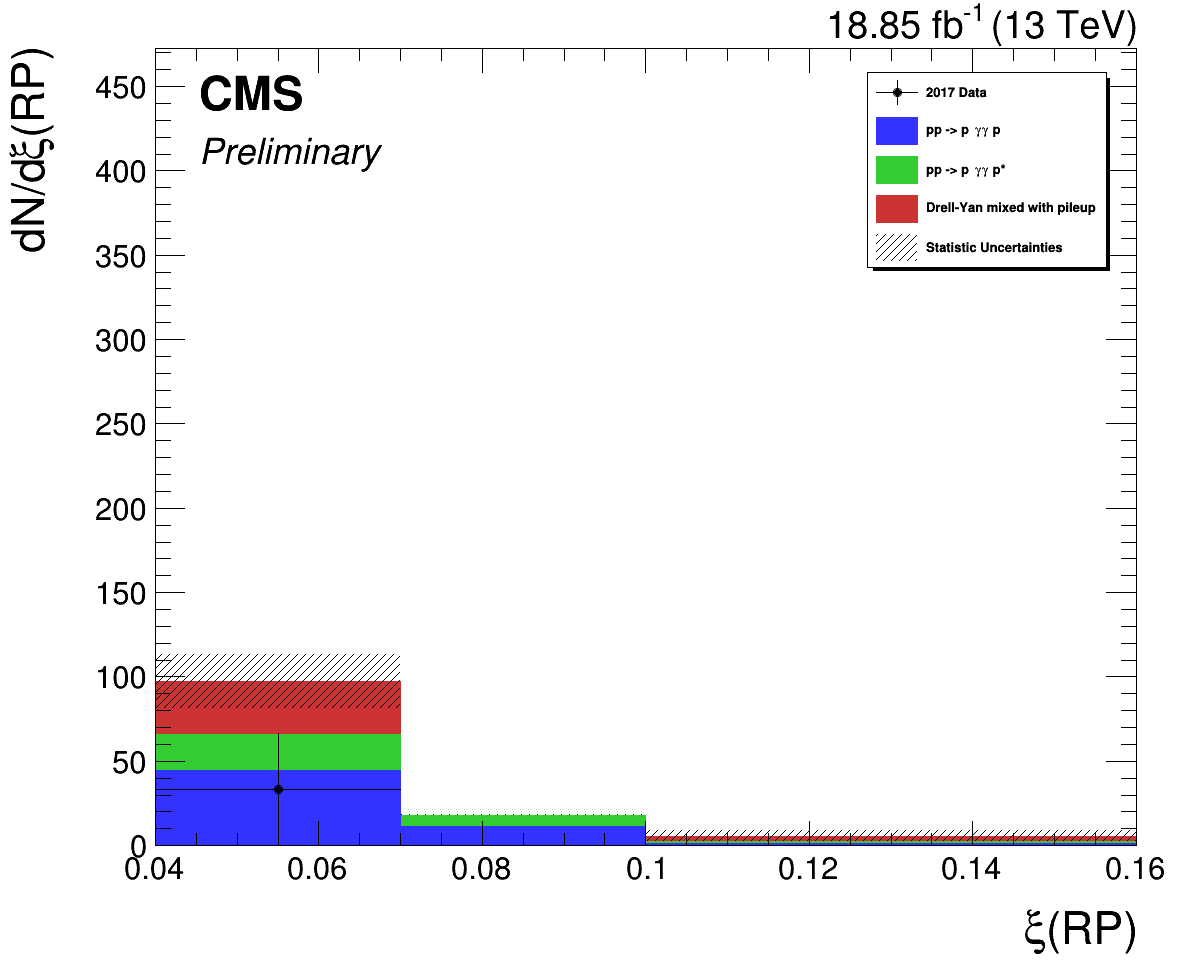 18.85 fb-1 (13 TeV)
dN/dξ(RP)
CMS
Preliminary
2017 Data
pp -> p γγ p
pp -> p γγ p*
Drell-Yan mixed with pileup
Statistic Uncertainties
450
400
350
300
250
200
150
100
50
0
0.04 0.06 0.08 0.1 0.12 0.14 0.16
ξ(RP)